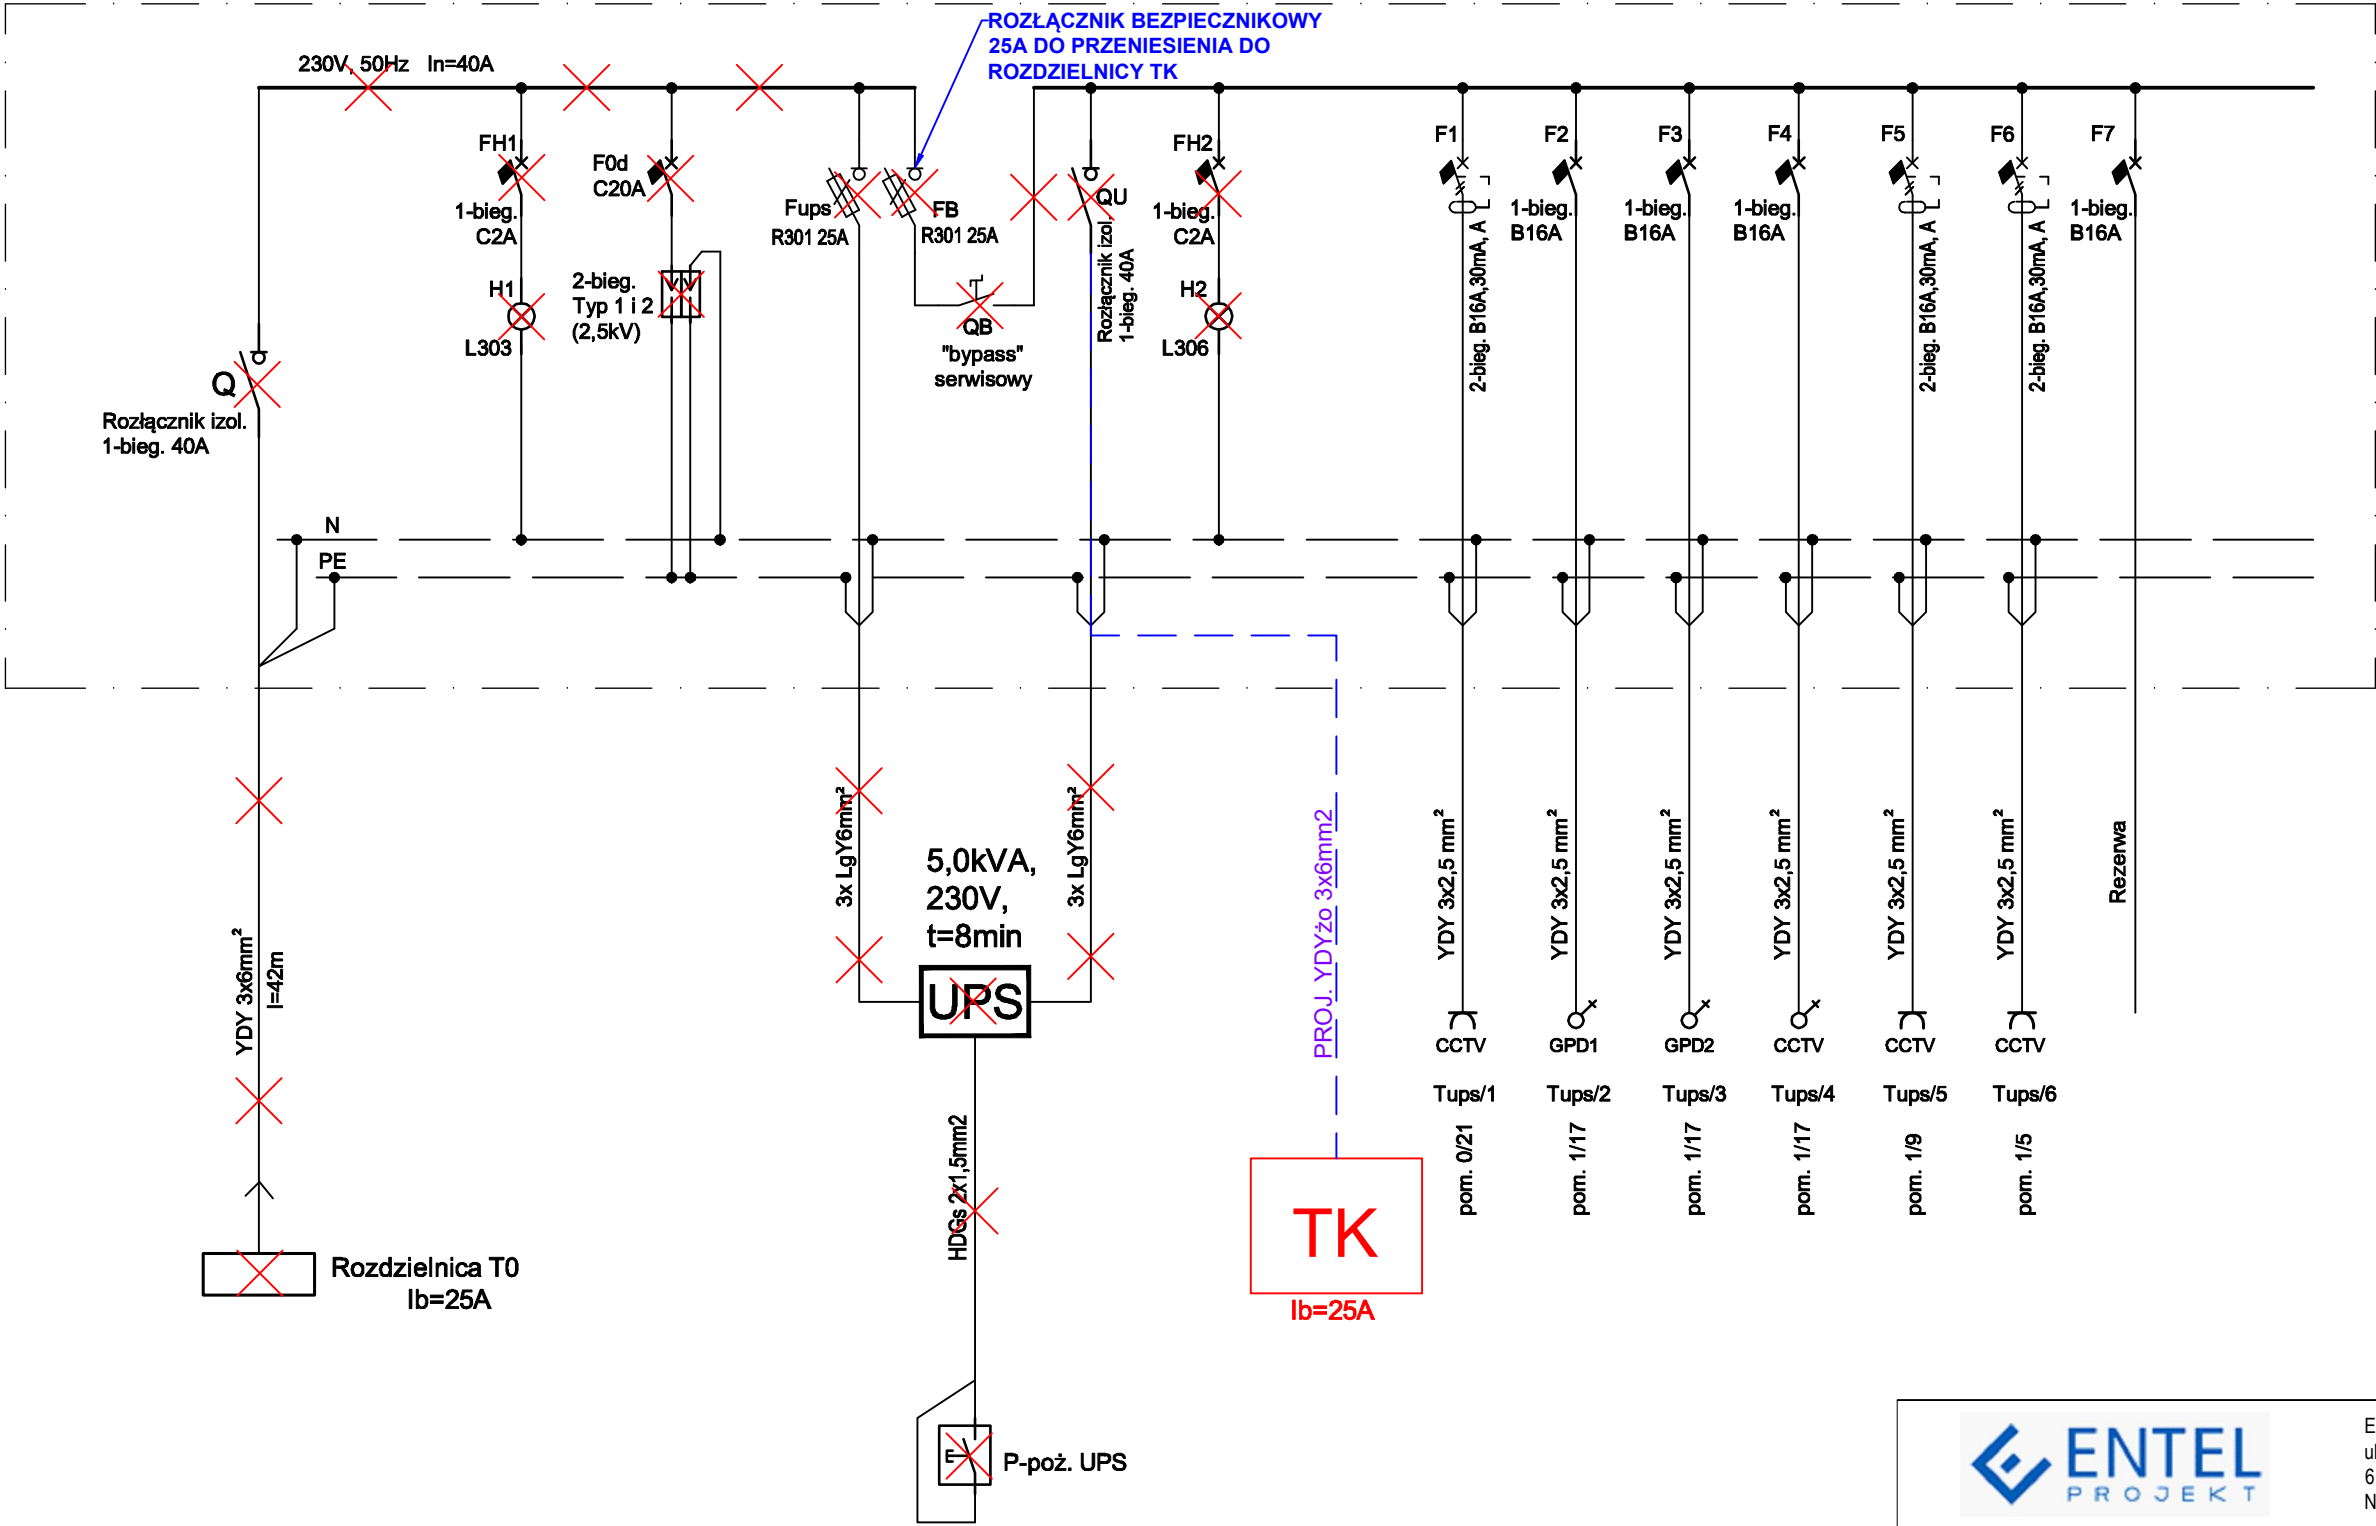 ROZŁĄCZNIK BEZPIECZNIKOWY
25A DO PRZENIESIENIA DO
ROZDZIELNICY TK
230V, 50Hz In=40A
FH1
1-bieg.
C2A
H1
L303
F0d
C20A
2-bieg.
Typ 1 i 2
(2,5kV)
Fups
R301 25A
FB
R301 25A
QB
"bypass"
serwisowy
QU
Rozłącznik izol.
1-bieg. 40A
FH2
1-bieg.
C2A
H2
L306
F1
2-bieg. B16A,30mA, A
F2
1-bieg.
B16A
F3
1-bieg.
B16A
F4
1-bieg.
B16A
F5
2-bieg. B16A,30mA, A
F6
2-bieg. B16A,30mA, A
F7
1-bieg.
B16A
Q
Rozłącznik izol.
1-bieg. 40A
N
PE
3x LgY6mm²
3x LgY6mm²
5,0kVA,
230V,
t=8min
UPS
YDY 3x6mm²
l=42m
PROJ. YDYżo 3x6mm2
YDY 3x2,5 mm²
YDY 3x2,5 mm²
YDY 3x2,5 mm²
YDY 3x2,5 mm²
YDY 3x2,5 mm²
YDY 3x2,5 mm²
Rezerwa
CCTV
GPD1
GPD2
CCTV
CCTV
CCTV
Tups/1
Tups/2
Tups/3
Tups/4
Tups/5
Tups/6
pom. 0/21
pom. 1/17
pom. 1/17
pom. 1/17
pom. 1/9
pom. 1/5
HDGs 2x1,5mm2
TK
Ib=25A
Rozdzielnica T0
Ib=25A
E
P-poż. UPS
ENTEL
PROJEKT
E
ul
6
N